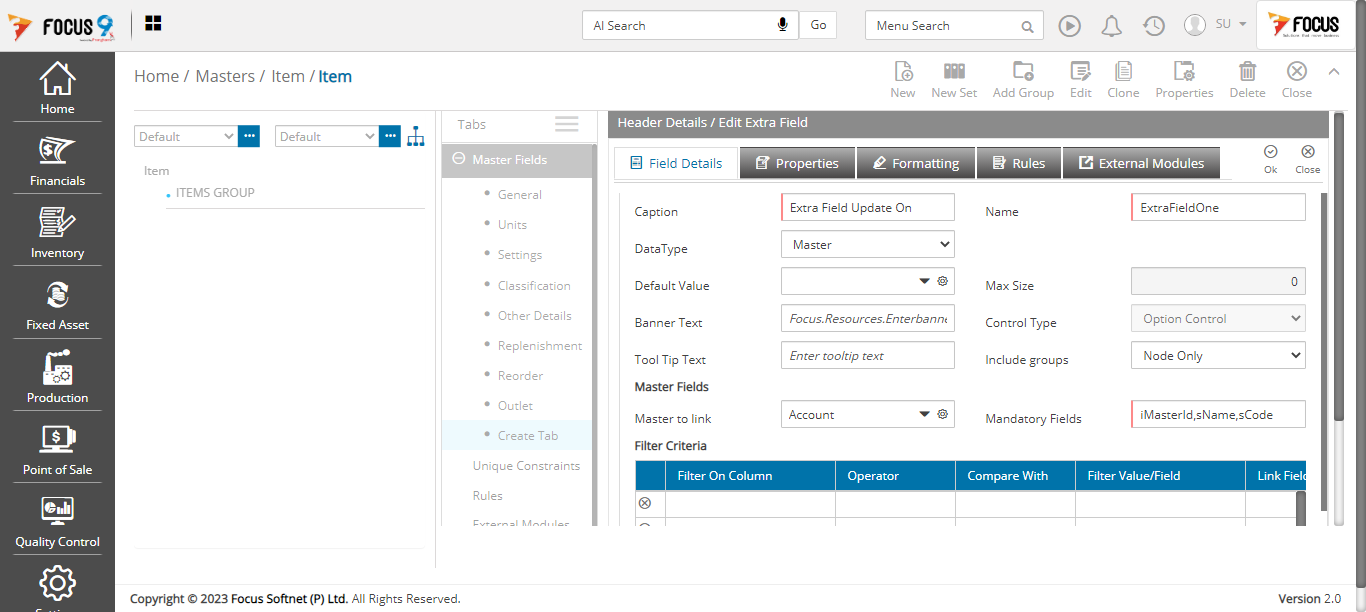 FOCUS 9
AI Search
Go
Menu Search
SU
FOCUS
Home
Financials
Inventory
Fixed Asset
Production
Point of Sale
Quality Control
Home / Masters / Item / Item
New
New Set
Add Group
Edit
Clone
Properties
Delete
Close
Default
Default
Item
ITEMS GROUP
Tabs
Master Fields
General
Units
Settings
Classification
Other Details
Replenishment
Reorder
Outlet
Create Tab
Unique Constraints
Rules
External Modules
Header Details / Edit Extra Field
Field Details
Properties
Formatting
Rules
External Modules
Ok
Close
Caption
Extra Field Update On
Name
ExtraFieldOne
DataType
Master
Default Value
Max Size
0
Banner Text
Focus.Resources.Enterbanne
Control Type
Option Control
Tool Tip Text
Enter tooltip text
Include groups
Node Only
Master Fields
Master to link
Account
Mandatory Fields
iMasterId,sName,sCode
Filter Criteria
Filter On Column
Operator
Compare With
Filter Value/Field
Link Field
Copyright © 2023 Focus Softnet (P) Ltd. All Rights Reserved.
Version 2.0